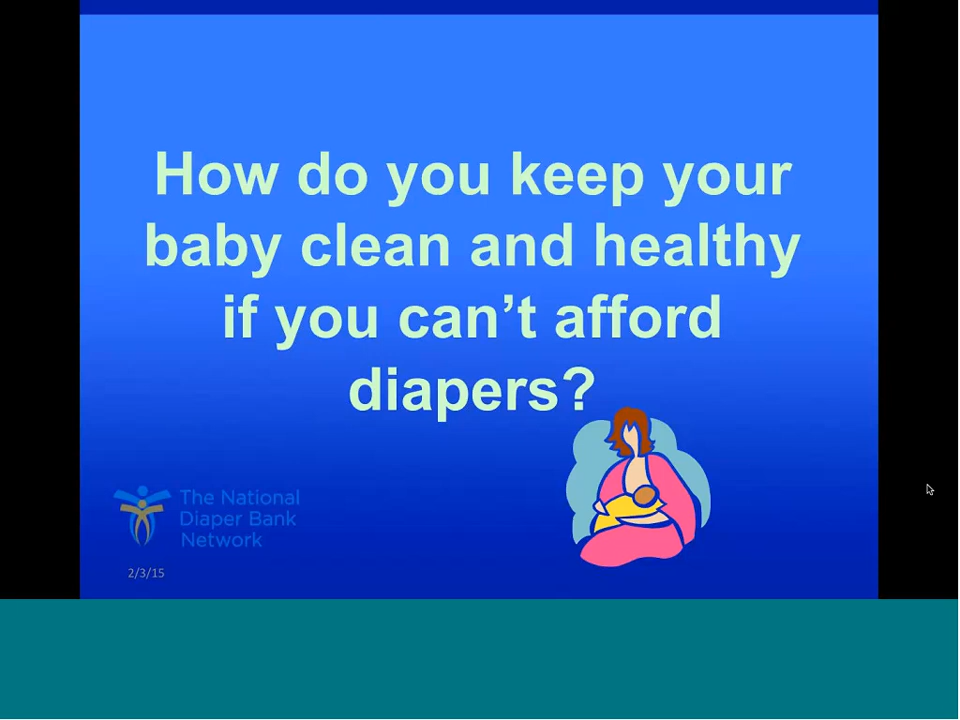 How do you keep your
baby clean and healthy
if you can’t afford
diapers?
The National
Diaper Bank
Network
2/3/15